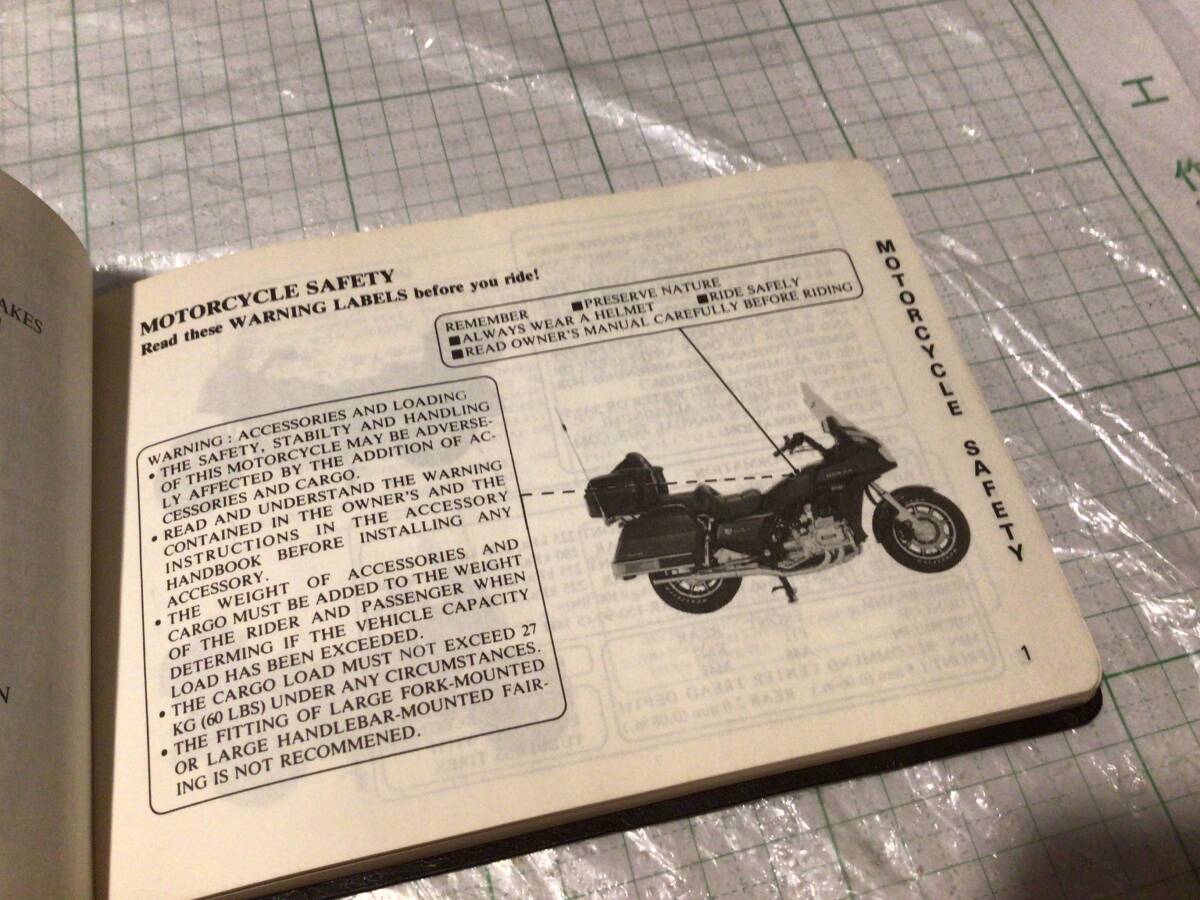 AKES
N
MOTORCYCLE SAFETY
Read these WARNING LABELS before you ride!
REMEMBER ■PRESERVE NATURE
■ALWAYS WEAR A HELMET ■RIDE SAFELY
■READ OWNER'S MANUAL CAREFULLY BEFORE RIDING
WARNING : ACCESSORIES AND LOADING
• THE SAFETY, STABILTY AND HANDLING
OF THIS MOTORCYCLE MAY BE ADVERSE-
LY AFFECTED BY THE ADDITION OF AC-
CESSORIES AND CARGO.
• READ AND UNDERSTAND THE WARNING
CONTAINED IN THE OWNER'S AND THE
INSTRUCTIONS IN THE ACCESSORY
HANDBOOK BEFORE INSTALLING ANY
ACCESSORY.
• THE WEIGHT OF ACCESSORIES AND
CARGO MUST BE ADDED TO THE WEIGHT
OF THE RIDER AND PASSENGER WHEN
DETERMING IF THE VEHICLE CAPACITY
LOAD HAS BEEN EXCEEDED.
• THE CARGO LOAD MUST NOT EXCEED 27
KG (60 LBS) UNDER ANY CIRCUMSTANCES.
• THE FITTING OF LARGE FORK-MOUNTED
OR LARGE HANDLEBAR-MOUNTED FAIR-
ING IS NOT RECOMMENED.
HONDA
MOTORCYCLE SAFETY
1
工
作